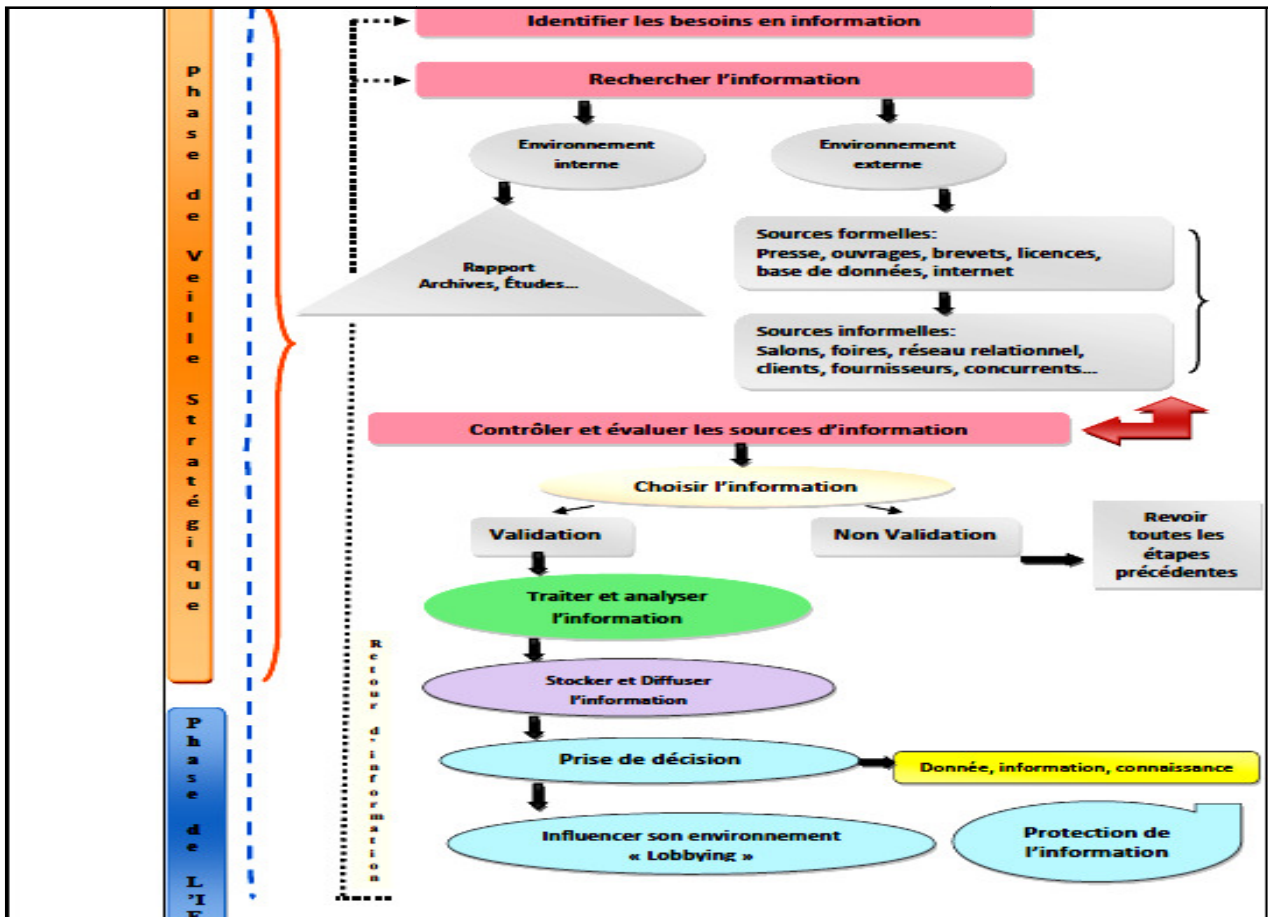 Identifier les besoins en information
Rechercher l'information
Environnement
interne
Environnement
externe
Rapport
Archives, Études...
Sources formelles:
Presse, ouvrages, brevets, licences,
base de données, internet
Sources informelles:
Salons, foires, réseau relationnel,
clients, fournisseurs, concurrents...
Contrôler et évaluer les sources d'information
Choisir l'information
Validation
Non Validation
Revoir
toutes les
étapes
précédentes
Traiter et analyser
l'information
Stocker et Diffuser
l'information
Prise de décision
Donnée, information, connaissance
Influencer son environnement
« Lobbying »
Protection de
l'information
Phase de Veille Stratégique
Phase de L'IE
Retour d'information